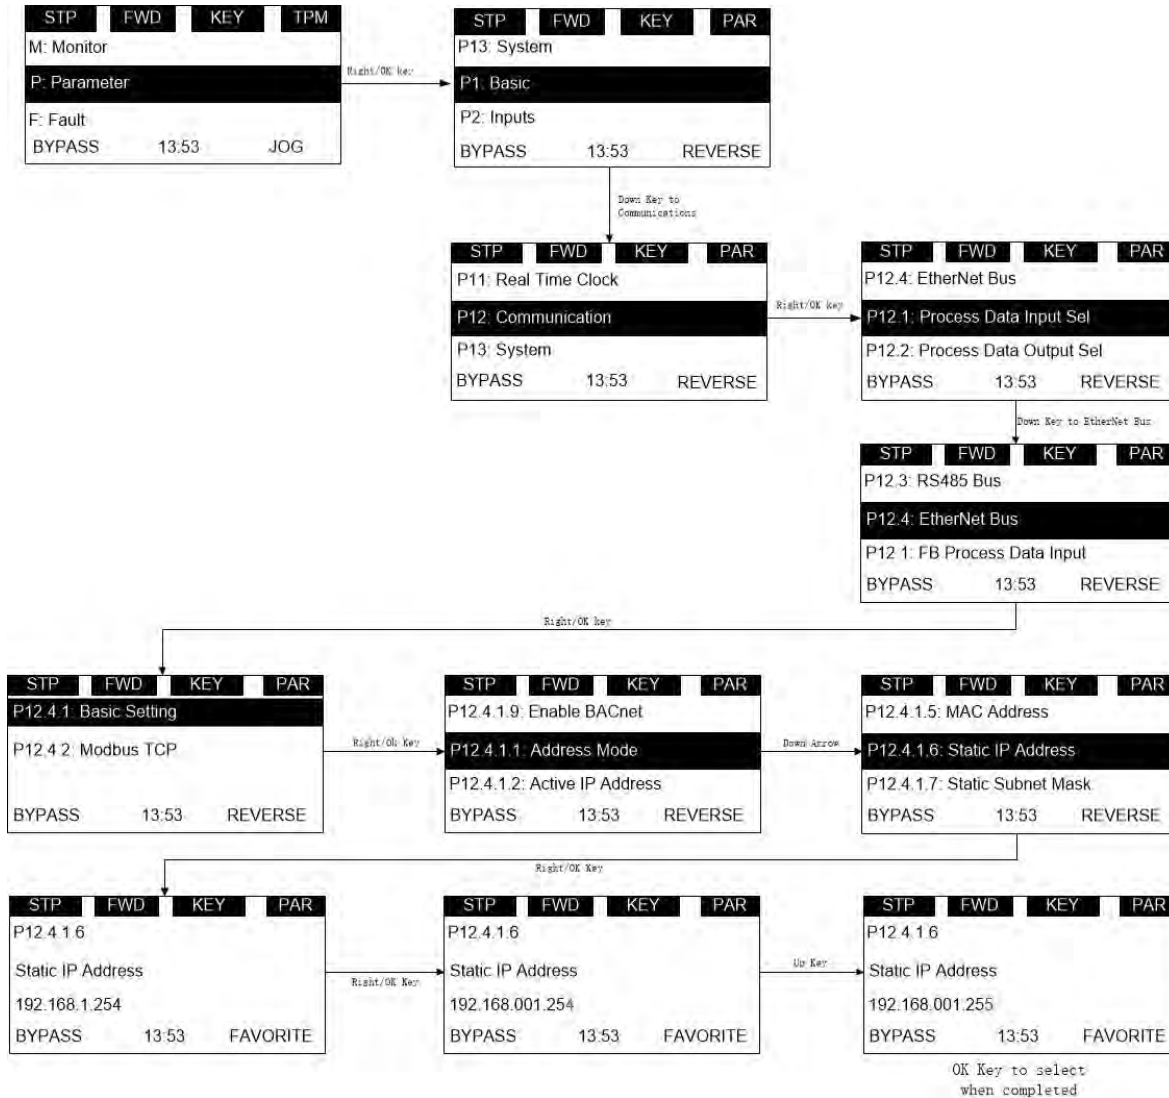 STP FWD KEY TPM
M: Monitor
P: Parameter
F: Fault
BYPASS 13:53 JOG
Right/OK key
STP FWD KEY PAR
P13: System
P1: Basic
P2: Inputs
BYPASS 13:53 REVERSE
Down Key to
Communications
STP FWD KEY PAR
P11: Real Time Clock
P12: Communication
P13: System
BYPASS 13:53 REVERSE
Right/OK key
STP FWD KEY PAR
P12.4: EtherNet Bus
P12.1: Process Data Input Sel
P12.2: Process Data Output Sel
BYPASS 13:53 REVERSE
Down Key to EtherNet Bus
STP FWD KEY PAR
P12.3: RS485 Bus
P12.4: EtherNet Bus
P12 1: FB Process Data Input
BYPASS 13:53 REVERSE
Right/OK key
STP FWD KEY PAR
P12.4.1: Basic Setting
P12.4 2: Modbus TCP
BYPASS 13:53 REVERSE
Right/Ok Key
STP FWD KEY PAR
P12.4.1.9: Enable BACnet
P12.4.1.1: Address Mode
P12.4.1.2: Active IP Address
BYPASS 13:53 REVERSE
Down Arrow
STP FWD KEY PAR
P12.4.1.5: MAC Address
P12.4.1.6: Static IP Address
P12.4.1.7: Static Subnet Mask
BYPASS 13:53 REVERSE
Right/OK Key
STP FWD KEY PAR
P12.4 1 6
Static IP Address
192.168.1.254
BYPASS 13:53 FAVORITE
Right/OK Key
STP FWD KEY PAR
P12.4 1 6
Static IP Address
192.168.001.254
BYPASS 13:53 FAVORITE
Up Key
STP FWD KEY PAR
P12 4 1 6
Static IP Address
192.168.001.255
BYPASS 13:53 FAVORITE
OK Key to select
when completed